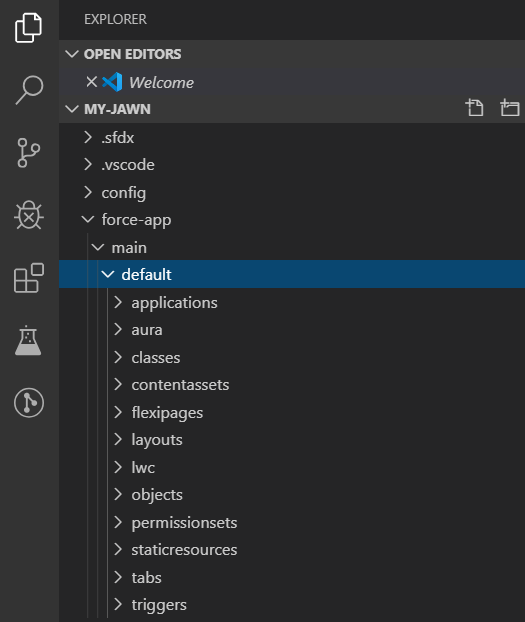 EXPLORER
OPEN EDITORS
Welcome
MY-JAWN
.sfdx
.vscode
config
force-app
main
default
applications
aura
classes
contentassets
flexipages
layouts
lwc
objects
permissionsets
staticresources
tabs
triggers